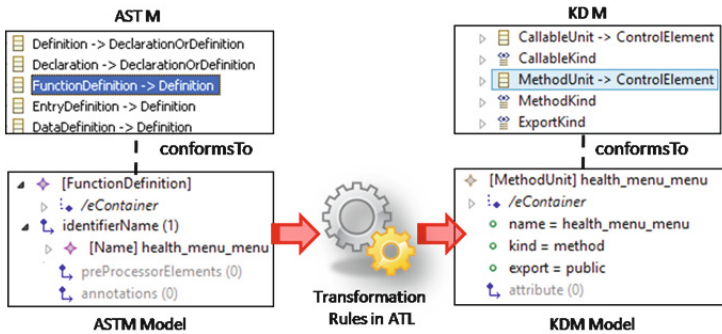 ASTM
Definition -> DeclarationOrDefinition
Declaration -> DeclarationOrDefinition
FunctionDefinition -> Definition
EntryDefinition -> Definition
DataDefinition -> Definition
conformsTo
[FunctionDefinition]
/eContainer
identifierName (1)
[Name] health_menu_menu
preProcessorElements (0)
annotations (0)
ASTM Model
Transformation
Rules in ATL
KDM
CallableUnit -> ControlElement
CallableKind
MethodUnit -> ControlElement
MethodKind
ExportKind
conformsTo
[MethodUnit] health_menu_menu
/eContainer
name = health_menu_menu
kind = method
export = public
attribute (0)
KDM Model